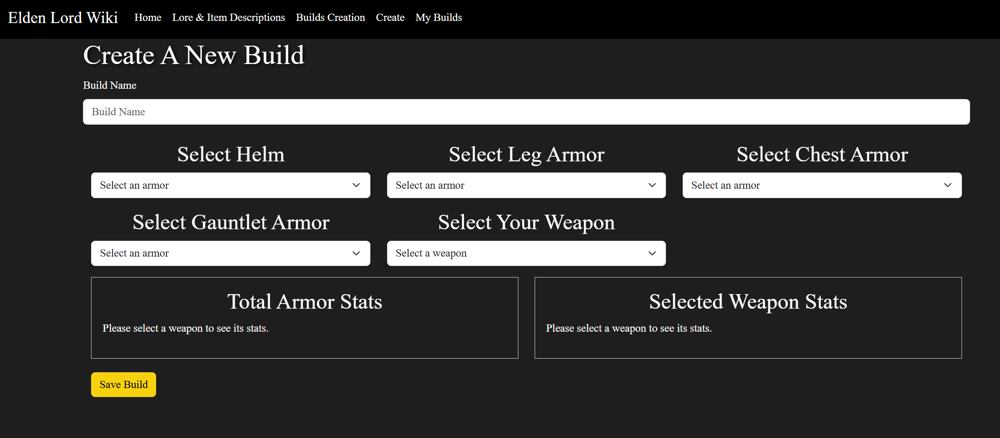 Elden Lord Wiki Home Lore & Item Descriptions Builds Creation Create My Builds
Create A New Build
Build Name
Build Name
Select Helm Select Leg Armor Select Chest Armor
Select an armor Select an armor Select an armor
Select Gauntlet Armor Select Your Weapon
Select an armor Select a weapon
Total Armor Stats Selected Weapon Stats
Please select a weapon to see its stats. Please select a weapon to see its stats.
Save Build